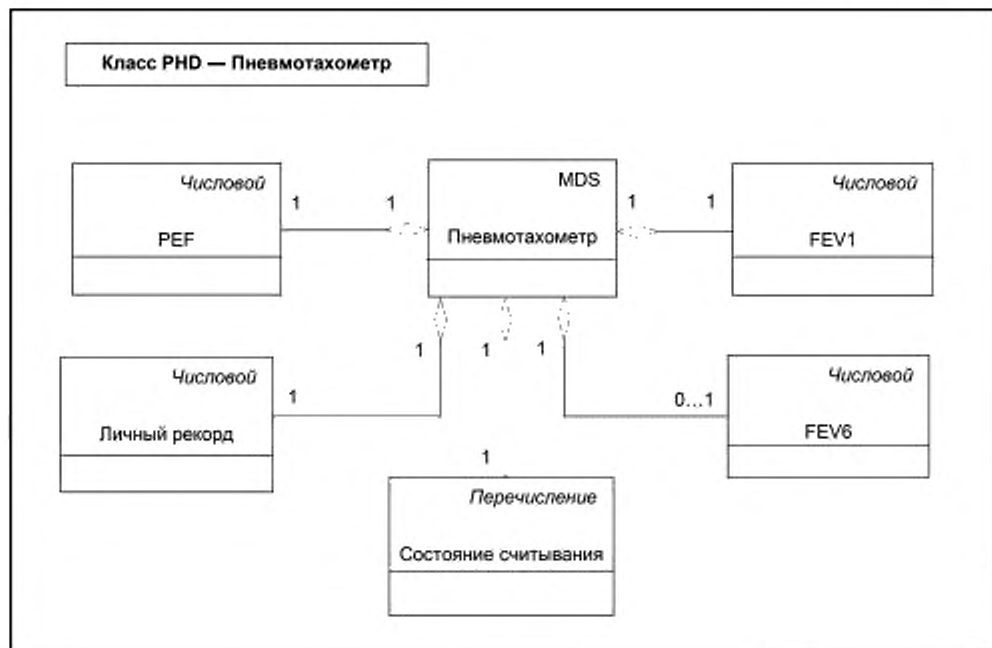 Класс PHD — Пневмотахометр
Числовой
PEF
1
1
MDS
Пневмотахометр
1
1
Числовой
FEV1
Числовой
Личный рекорд
1
1
1
1
0...1
Числовой
FEV6
1
Перечисление
Состояние считывания